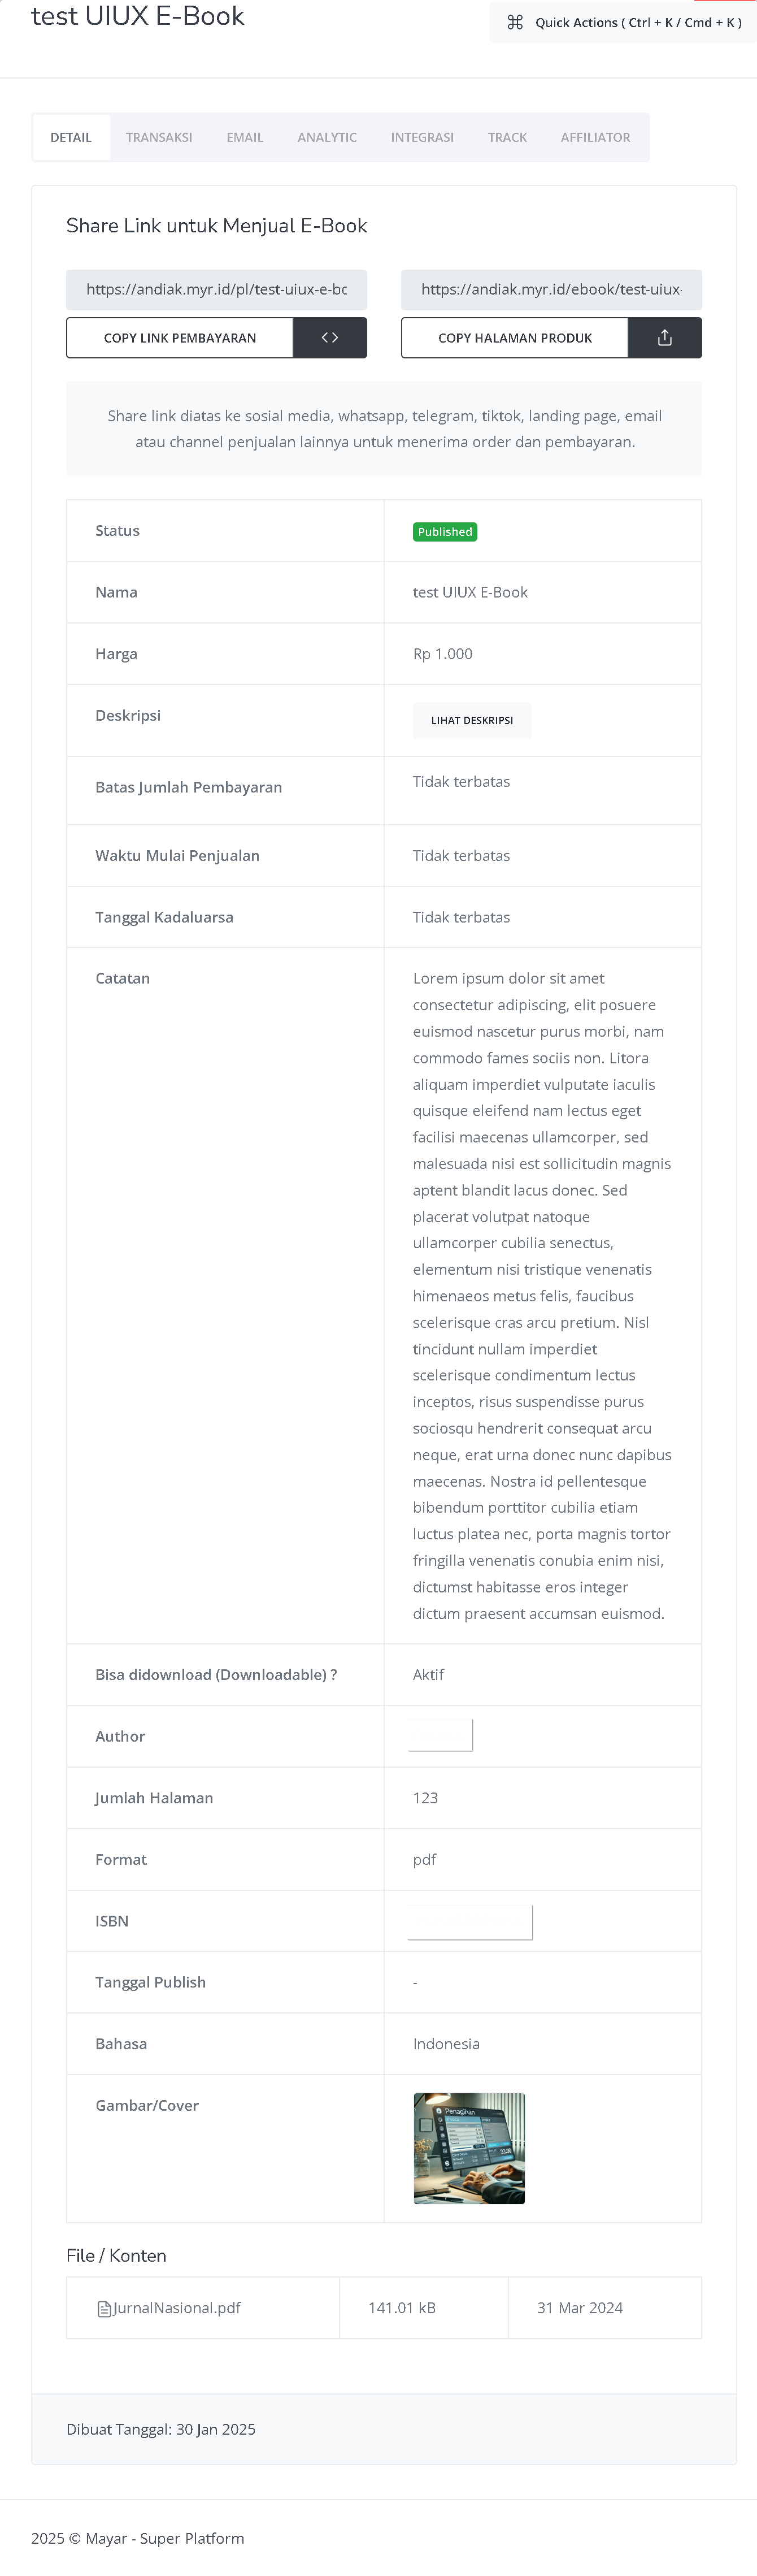 test UIUX E-Book
Quick Actions ( Ctrl + K / Cmd + K )
DETAIL
TRANSAKSI
EMAIL
ANALYTIC
INTEGRASI
TRACK
AFFILIATOR
Share Link untuk Menjual E-Book
https://andiak.myr.id/pl/test-uiux-e-bo
https://andiak.myr.id/ebook/test-uiux-
COPY LINK PEMBAYARAN
COPY HALAMAN PRODUK
Share link diatas ke sosial media, whatsapp, telegram, tiktok, landing page, email
atau channel penjualan lainnya untuk menerima order dan pembayaran.
Status
Published
Nama
test UIUX E-Book
Harga
Rp 1.000
Deskripsi
LIHAT DESKRIPSI
Batas Jumlah Pembayaran
Tidak terbatas
Waktu Mulai Penjualan
Tidak terbatas
Tanggal Kadaluarsa
Tidak terbatas
Catatan
Lorem ipsum dolor sit amet
consectetur adipiscing, elit posuere
euismod nascetur purus morbi, nam
commodo fames sociis non. Litora
aliquam imperdiet vulputate iaculis
quisque eleifend nam lectus eget
facilisi maecenas ullamcorper, sed
malesuada nisi est sollicitudin magnis
aptent blandit lacus donec. Sed
placerat volutpat natoque
ullamcorper cubilia senectus,
elementum nisi tristique venenatis
himenaeos metus felis, faucibus
scelerisque cras arcu pretium. Nisl
tincidunt nullam imperdiet
scelerisque condimentum lectus
inceptos, risus suspendisse purus
sociosqu hendrerit consequat arcu
neque, erat urna donec nunc dapibus
maecenas. Nostra id pellentesque
bibendum porttitor cubilia etiam
luctus platea nec, porta magnis tortor
fringilla venenatis conubia enim nisi,
dictumst habitasse eros integer
dictum praesent accumsan euismod.
Bisa didownload (Downloadable) ?
Aktif
Author
Jumlah Halaman
123
Format
pdf
ISBN
Tanggal Publish
-
Bahasa
Indonesia
Gambar/Cover
Penagihan
File / Konten
JurnalNasional.pdf
141.01 kB
31 Mar 2024
Dibuat Tanggal: 30 Jan 2025
2025 © Mayar - Super Platform